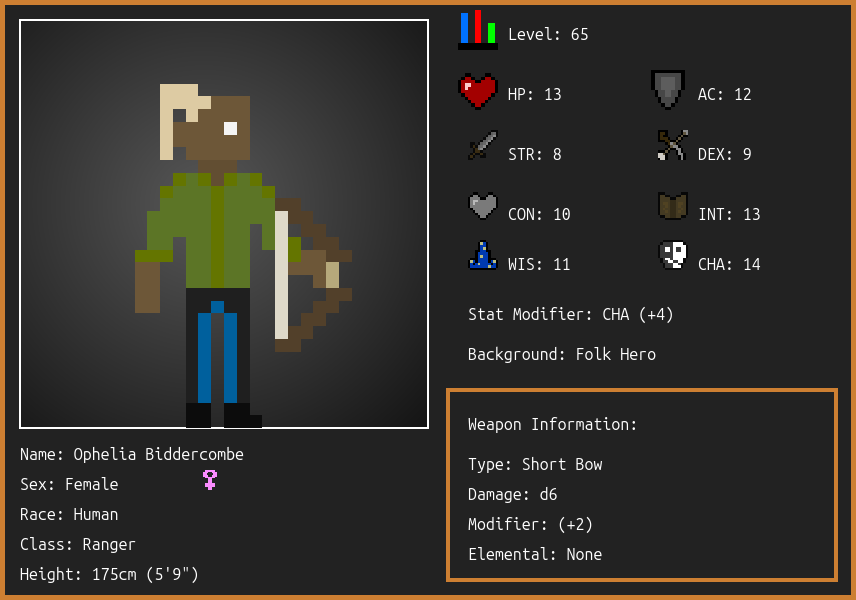 Level: 65
HP: 13
AC: 12
STR: 8
DEX: 9
CON: 10
INT: 13
WIS: 11
CHA: 14
Stat Modifier: CHA (+4)
Background: Folk Hero
Weapon Information:
Type: Short Bow
Damage: d6
Modifier: (+2)
Elemental: None
Name: Ophelia Biddercombe
Sex: Female
Race: Human
Class: Ranger
Height: 175cm (5'9")